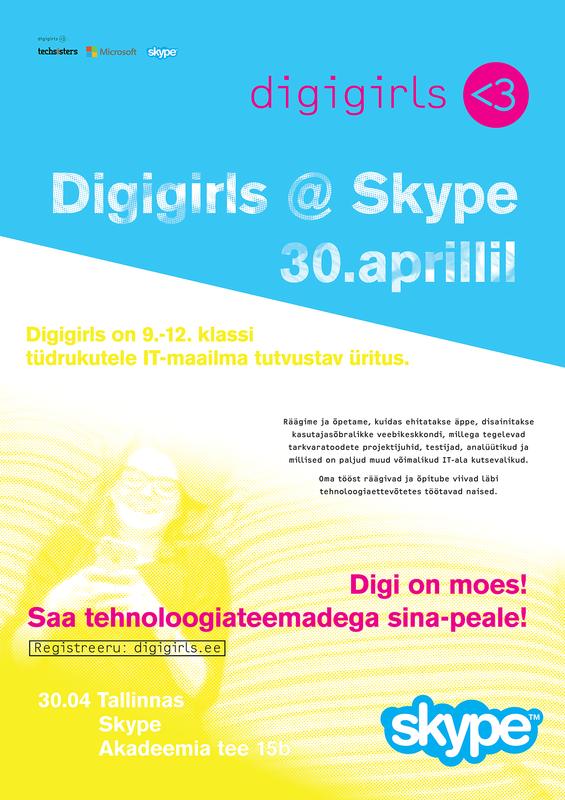 digigirls <3
techsisters Microsoft skype
digigirls <3
Digigirls @ Skype
30.aprillil
Digigirls on 9.-12. klassi
tüdrukutele IT-maailma tutvustav üritus.
Räägime ja õpetame, kuidas ehitatakse äppe, disainitakse
kasutajasõbralikke veebikeskkondi, millega tegelevad
tarkvaratoodete projektijuhid, testijad, analüütikud ja
millised on paljud muud võimalikud IT-ala kutsevalikud.
Oma tööst räägivad ja õpitube viivad läbi
tehnoloogiaettevõtetes töötavad naised.
Digi on moes!
Saa tehnoloogiateemadega sina-peale!
Registreeru: digigirls.ee
30.04 Tallinnas
Skype
Akadeemia tee 15b
skype™